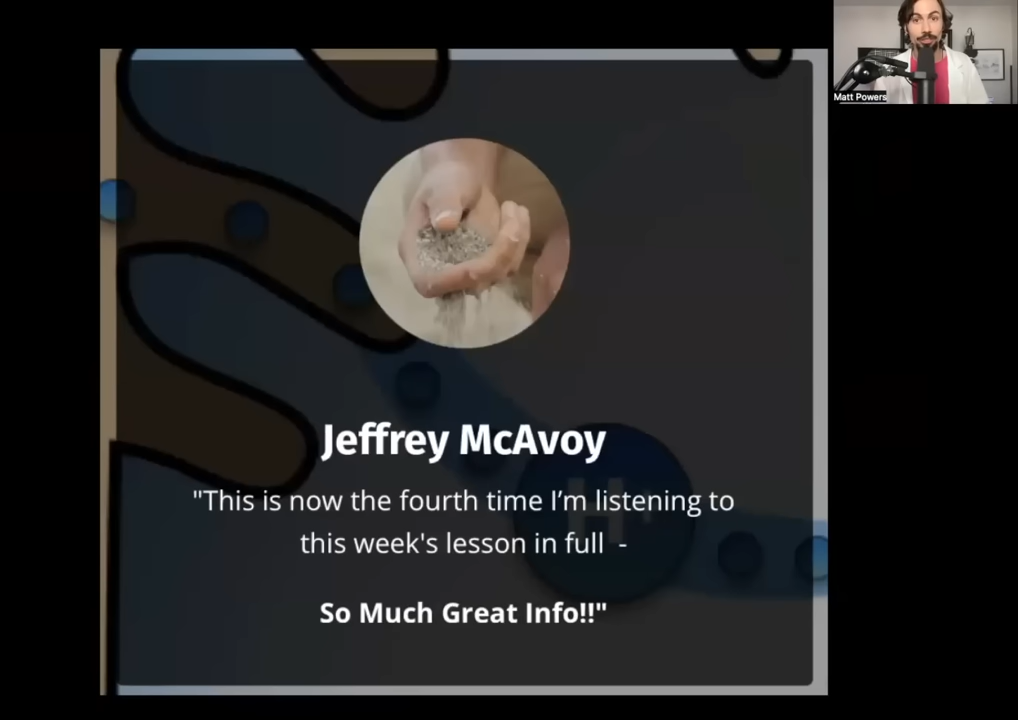 Matt Powers
Jeffrey McAvoy
"This is now the fourth time I'm listening to
this week's lesson in full -
So Much Great Info!!"